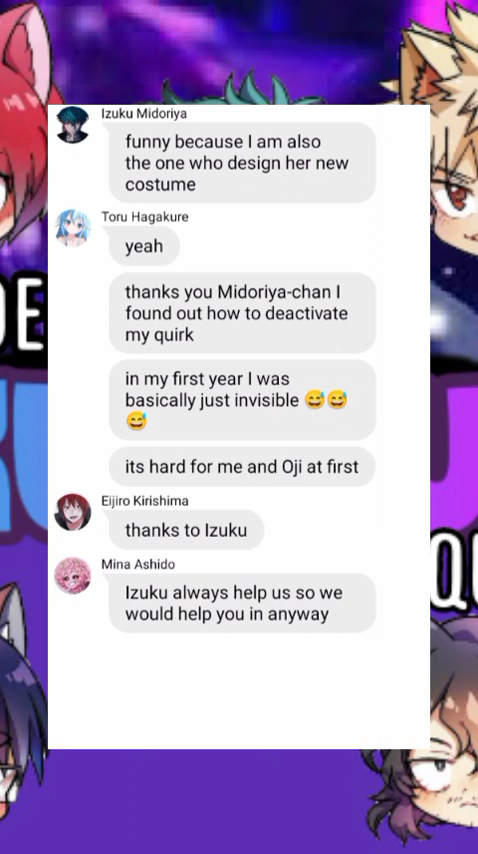 Izuku Midoriya
funny because I am also
the one who design her new
costume
Toru Hagakure
yeah
thanks you Midoriya-chan I
found out how to deactivate
my quirk
in my first year I was
basically just invisible 😅😅
😅
its hard for me and Oji at first
Eijiro Kirishima
thanks to Izuku
Mina Ashido
Izuku always help us so we
would help you in anyway